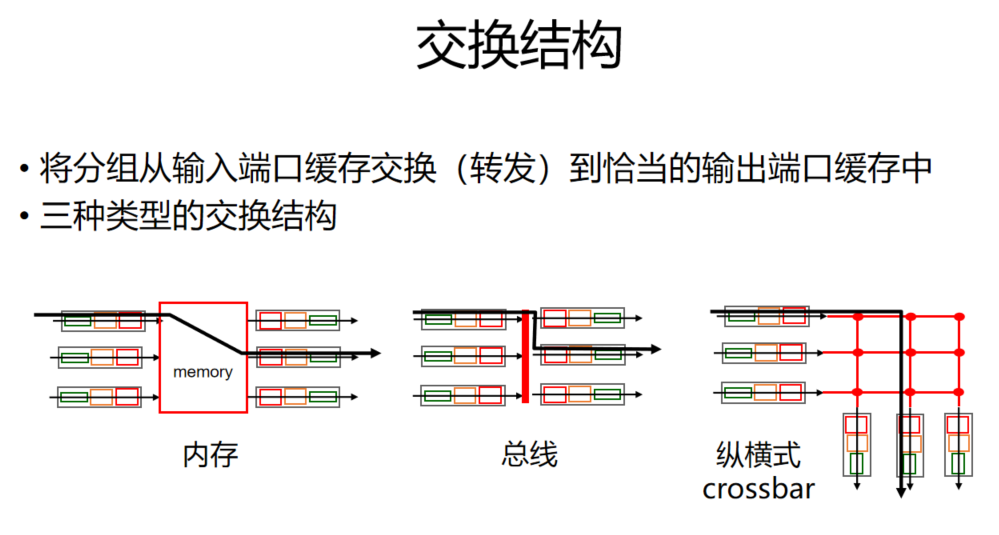 交换结构
• 将分组从输入端口缓存交换（转发）到恰当的输出端口缓存中
• 三种类型的交换结构
memory
内存
总线
纵横式
crossbar